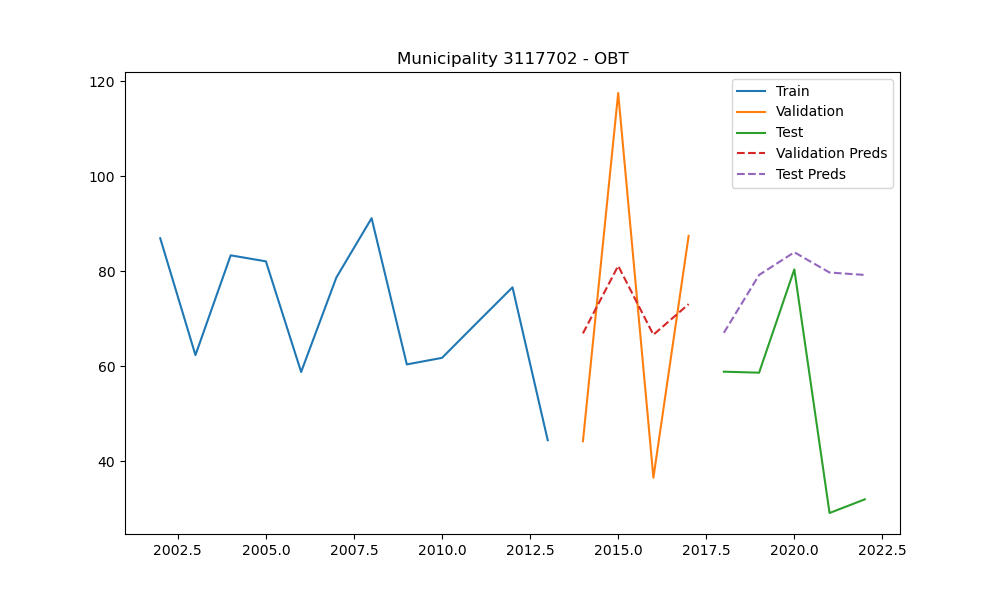 Municipality 3117702 - OBT
120
100
80
60
40
Train
Validation
Test
Validation Preds
Test Preds
2002.5 2005.0 2007.5 2010.0 2012.5 2015.0 2017.5 2020.0 2022.5